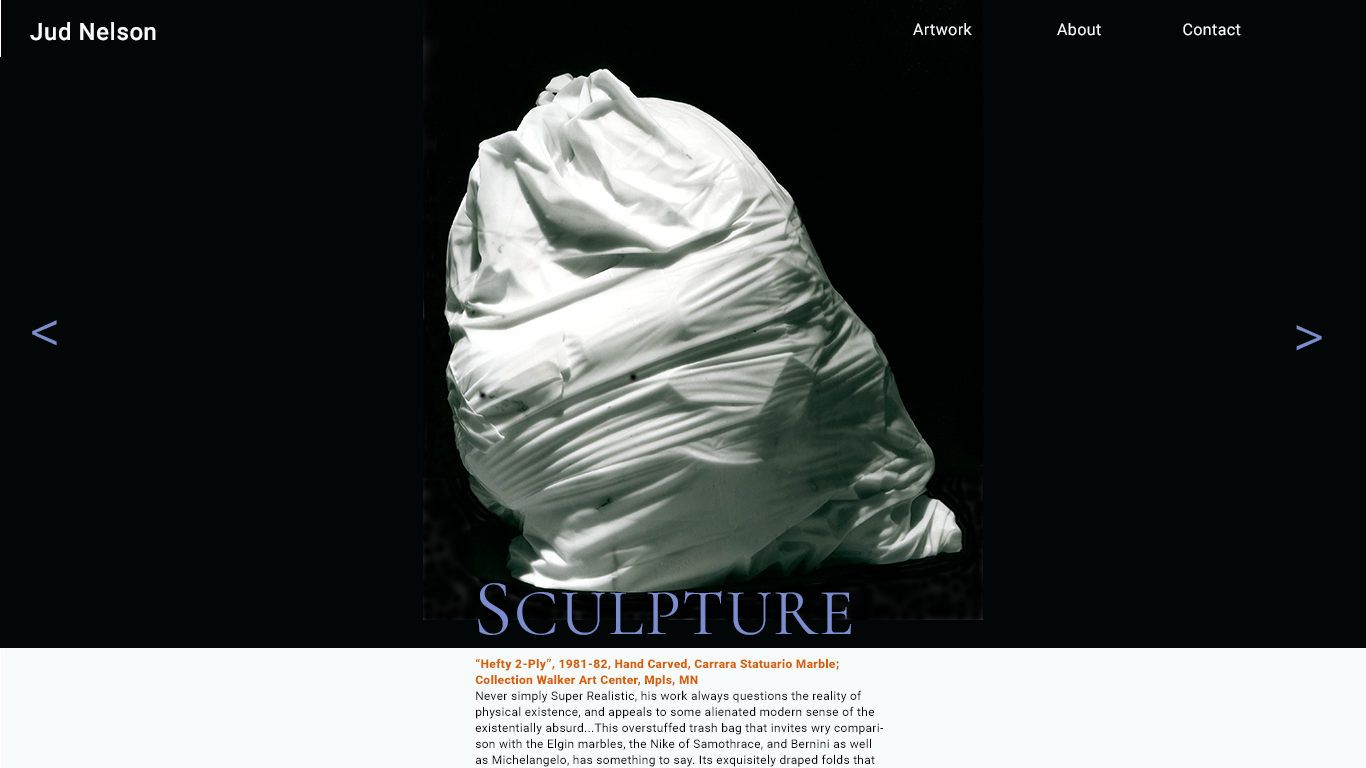 Jud Nelson
Artwork
About
Contact
<
>
SCULPTURE
“Hefty 2-Ply”, 1981-82, Hand Carved, Carrara Statuario Marble;
Collection Walker Art Center, Mpls, MN
Never simply Super Realistic, his work always questions the reality of
physical existence, and appeals to some alienated modern sense of the
existentially absurd...This overstuffed trash bag that invites wry compari-
son with the Elgin marbles, the Nike of Samothrace, and Bernini as well
as Michelangelo, has something to say. Its exquisitely draped folds that